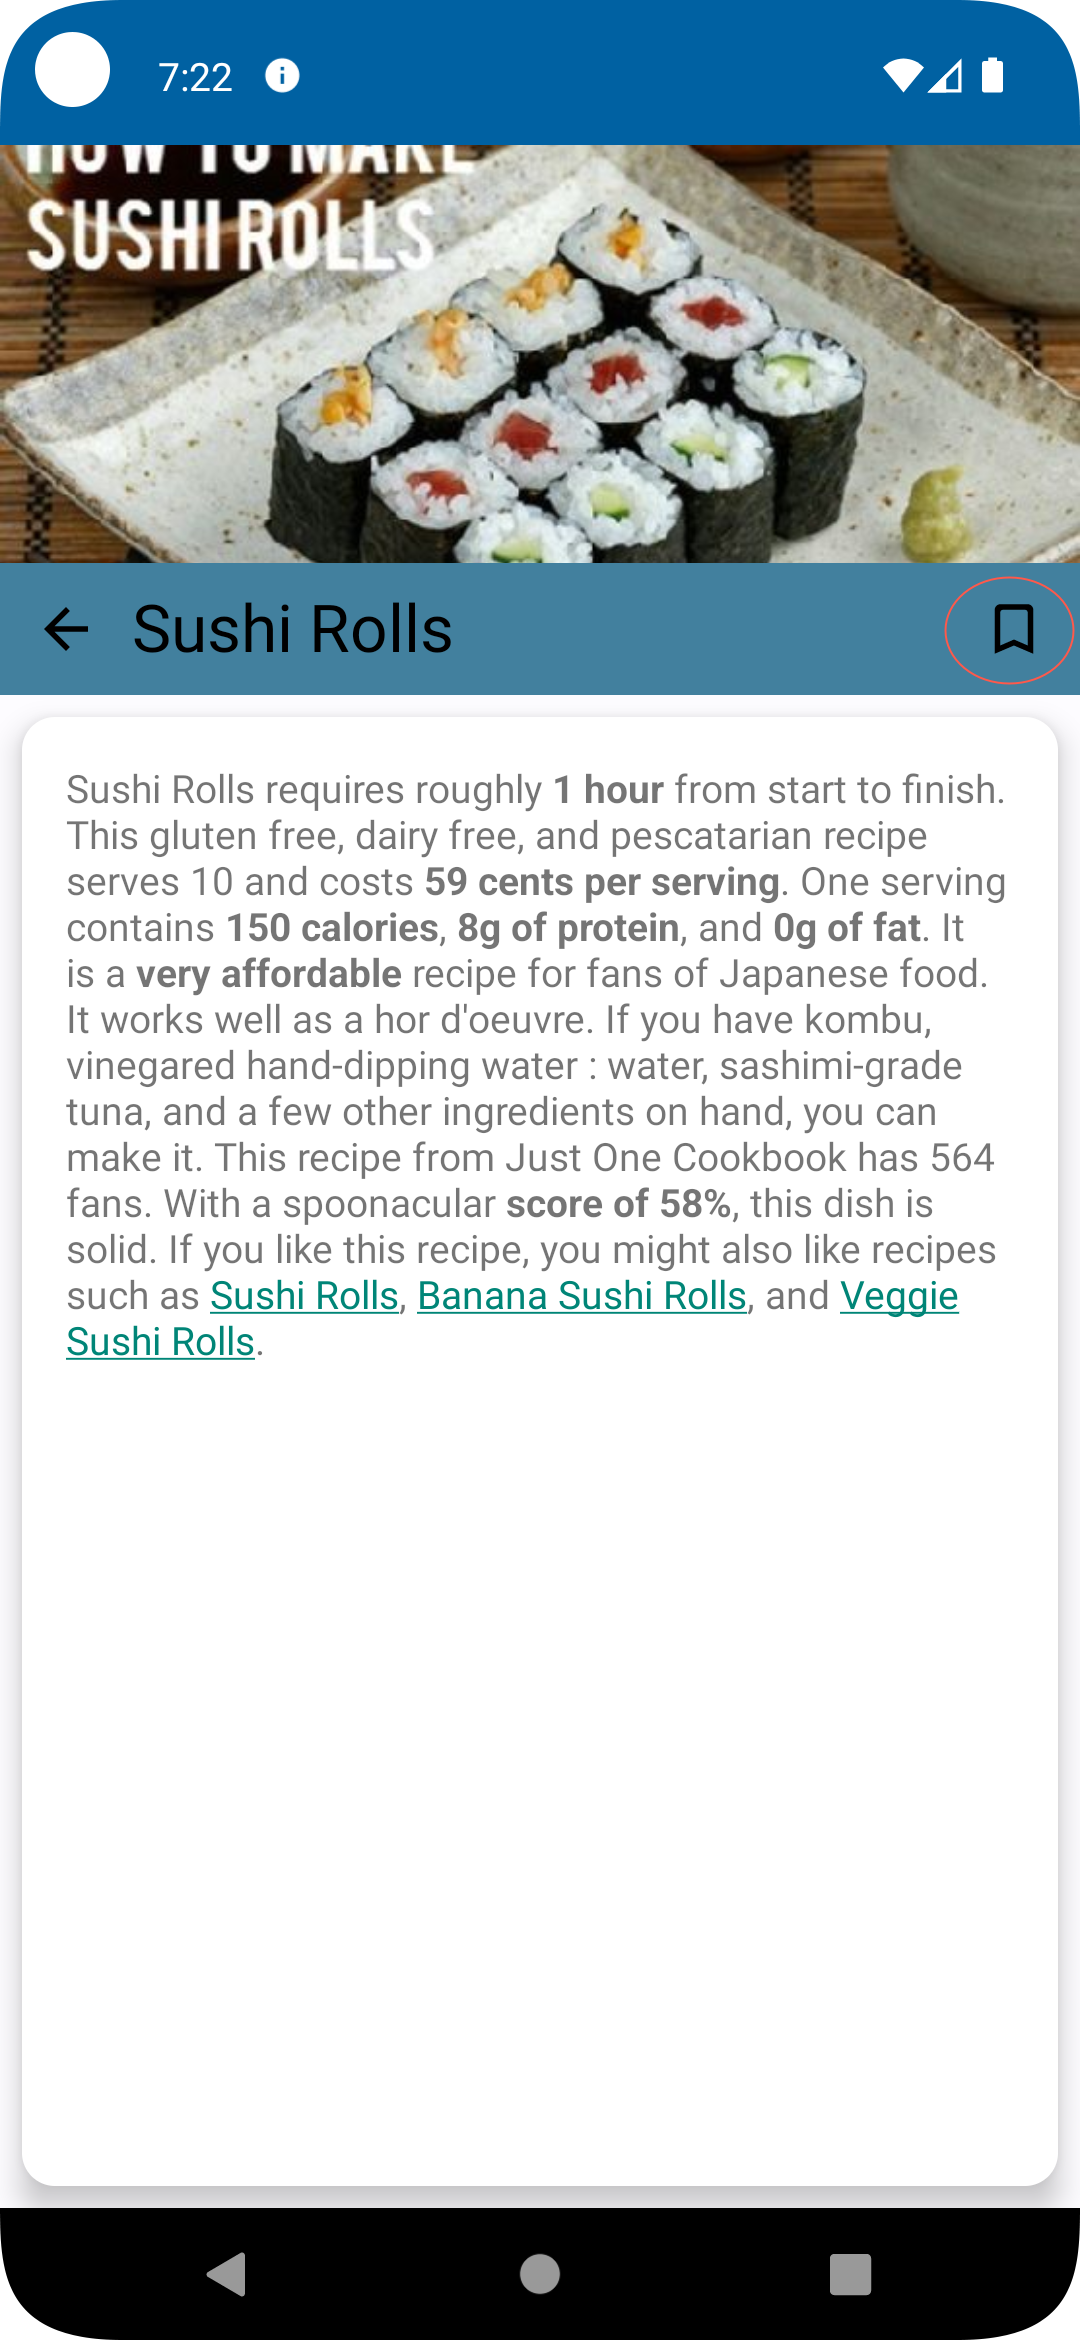 7:22
HOW TO MAKE
SUSHI ROLLS
Sushi Rolls
Sushi Rolls requires roughly 1 hour from start to finish.
This gluten free, dairy free, and pescatarian recipe
serves 10 and costs 59 cents per serving. One serving
contains 150 calories, 8g of protein, and 0g of fat. It
is a very affordable recipe for fans of Japanese food.
It works well as a hor d'oeuvre. If you have kombu,
vinegared hand-dipping water : water, sashimi-grade
tuna, and a few other ingredients on hand, you can
make it. This recipe from Just One Cookbook has 564
fans. With a spoonacular score of 58%, this dish is
solid. If you like this recipe, you might also like recipes
such as Sushi Rolls, Banana Sushi Rolls, and Veggie
Sushi Rolls.